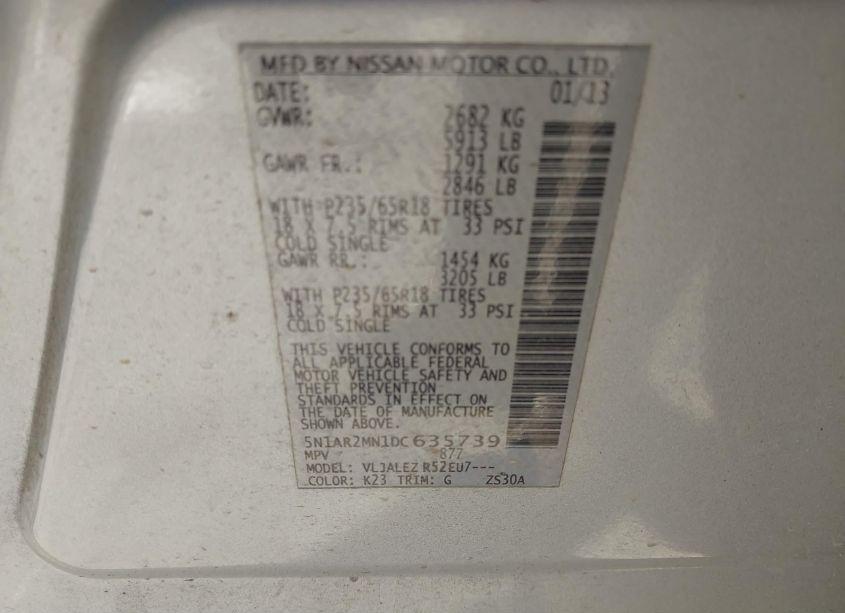 MFD BY NISSAN MOTOR CO., LTD.
DATE: 01/13
GVWR: 2682 KG
5913 LB
GAWR FR.: 1291 KG
2846 LB
WITH P235/65R18 TIRES
18 X 7.5 RIMS AT 33 PSI
COLD SINGLE
GAWR RR.: 1454 KG
3205 LB
WITH P235/65R18 TIRES
18 X 7.5 RIMS AT 33 PSI
COLD SINGLE
THIS VEHICLE CONFORMS TO
ALL APPLICABLE FEDERAL
MOTOR VEHICLE SAFETY AND
THEFT PREVENTION
STANDARDS IN EFFECT ON
THE DATE OF MANUFACTURE
SHOWN ABOVE.
5N1AR2MN1DC635739
MPV 877
MODEL: VLJALEZ R52EU7---
COLOR: K23 TRIM: G ZS30A